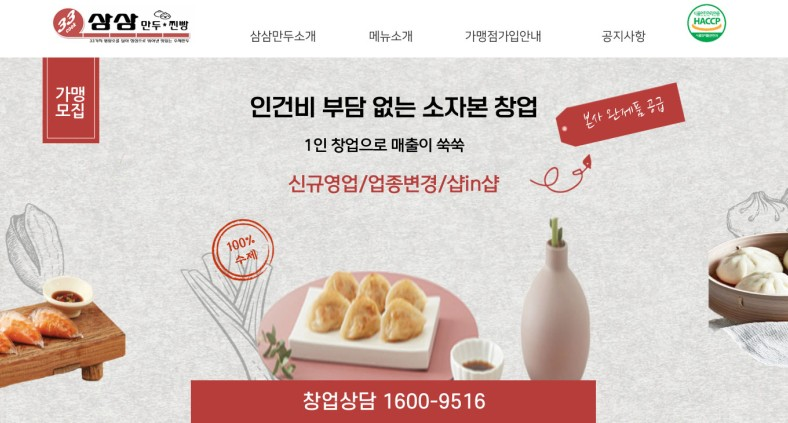 33
삼삼 만두·찐빵
삼삼만두소개
메뉴소개
가맹점가입안내
공지사항
HACCP
가맹
모집
인건비 부담 없는 소자본 창업
본사 완제품 공급
1인 창업으로 매출이 쑥쑥
신규영업/업종변경/샵in샵
100%
수제
창업상담 1600-9516